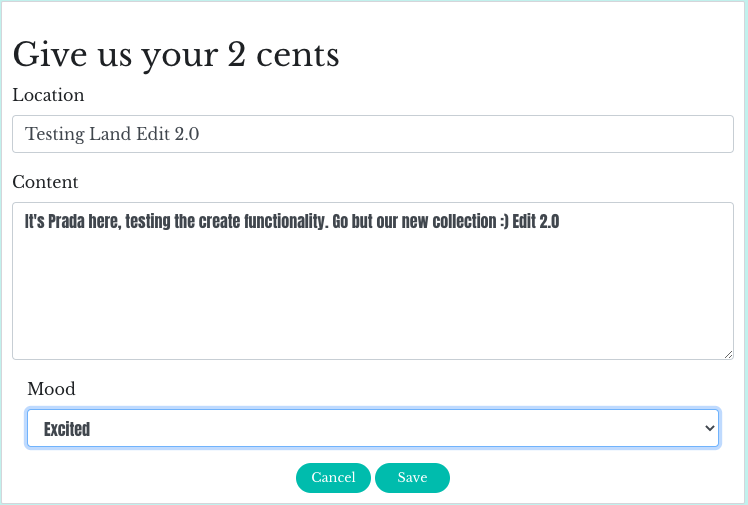 Give us your 2 cents
Location
Testing Land Edit 2.0
Content
It's Prada here, testing the create functionality. Go but our new collection :) Edit 2.0
Mood
Excited
Cancel Save